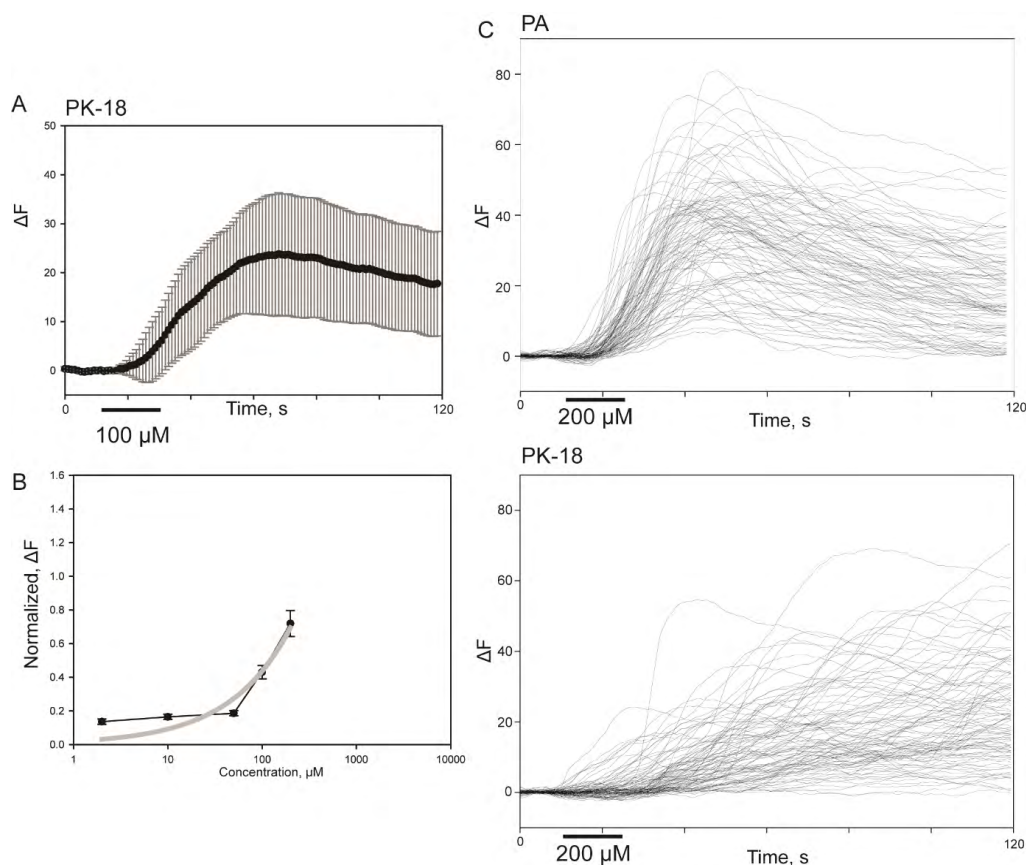 A
PK-18
50
40
30
20
10
0
ΔF
0
Time, s
120
100 µM
B
1.6
1.4
1.2
1.0
0.8
0.6
0.4
0.2
0.0
Normalized, ΔF
1
10
100
1000
10000
Concentration, µM
C
PA
80
60
40
20
0
ΔF
0
Time, s
120
200 µM
PK-18
80
60
40
20
0
ΔF
0
Time, s
120
200 µM